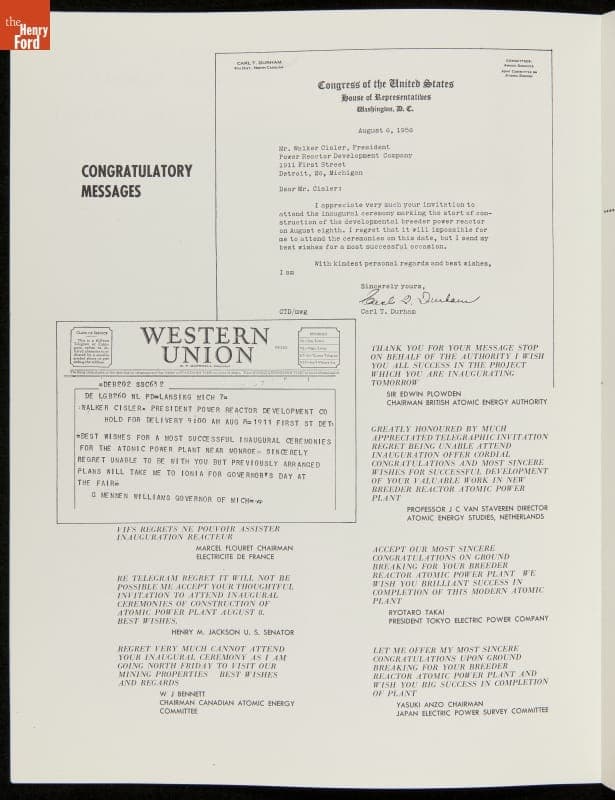 the
Henry
Ford
CARL T. DURHAM
COMMITTEES:
ARMED SERVICES
JOINT COMMITTEE ON
ATOMIC ENERGY
Congress of the United States
House of Representatives
Washington, D. C.
August 6, 1956
CONGRATULATORY
MESSAGES
Mr. Walker Cisler, President
Power Reactor Development Company
1911 First Street
Detroit, 26, Michigan
Dear Mr. Cisler:
I appreciate very much your invitation to
attend the inaugural ceremony marking the start of con-
struction of the developmental breeder power reactor
on August eighth. I regret that it will impossible for
me to attend the ceremonies on this date, but I send my
best wishes for a most successful occasion.
With kindest personal regards and best wishes,
I am
Sincerely yours,
Carl T. Durham
CTD/mwg
Carl T. Durham
CLASS OF SERVICE
WESTERN
UNION
DE LGB260 NL PD=LANSING MICH 7=
WALKER CISLER= PRESIDENT POWER REACTOR DEVELOPMENT CO
HOLD DELIVERY 9:00 AM AUG 8=1911 FIRST ST DET=
=BEST WISHES FOR A MOST SUCCESSFUL INAUGURAL CEREMONIES
FOR THE ATOMIC POWER PLANT NEAR MONROE= SINCERELY
REGRET UNABLE TO BE WITH YOU BUT PREVIOUSLY ARRANGED
PLANS WILL TAKE ME TO IONIA FOR GOVERNOR'S DAY AT
THE FAIR=
G MENNEN WILLIAMS GOVERNOR OF MICH=
VIFS REGRETS NE POUVOIR ASSISTER
INAUGURATION REACTEUR
MARCEL FLOURET CHAIRMAN
ELECTRICITE DE FRANCE
RE TELEGRAM REGRET IT WILL NOT BE
POSSIBLE ME ACCEPT YOUR THOUGHTFUL
INVITATION TO ATTEND INAUGURAL
CEREMONIES OF CONSTRUCTION OF
ATOMIC POWER PLANT AUGUST 8.
BEST WISHES,
HENRY M. JACKSON U. S. SENATOR
REGRET VERY MUCH CANNOT ATTEND
YOUR INAUGURAL CEREMONY AS I AM
GOING NORTH FRIDAY TO VISIT OUR
MINING PROPERTIES BEST WISHES
AND REGARDS
W J BENNETT
CHAIRMAN CANADIAN ATOMIC ENERGY
COMMITTEE
THANK YOU FOR YOUR MESSAGE STOP
ON BEHALF OF THE AUTHORITY I WISH
YOU ALL SUCCESS IN THE PROJECT
WHICH YOU ARE INAUGURATING
TOMORROW
SIR EDWIN PLOWDEN
CHAIRMAN BRITISH ATOMIC ENERGY AUTHORITY
GREATLY HONOURED BY MUCH
APPRECIATED TELEGRAPHIC INVITATION
REGRET BEING UNABLE ATTEND
INAUGURATION OFFER CORDIAL
CONGRATULATIONS AND MOST SINCERE
WISHES FOR SUCCESSFUL DEVELOPMENT
OF YOUR VALUABLE WORK IN NEW
BREEDER REACTOR ATOMIC POWER
PLANT
PROFESSOR J C VAN STAVEREN DIRECTOR
ATOMIC ENERGY STUDIES, NETHERLANDS
ACCEPT OUR MOST SINCERE
CONGRATULATIONS ON GROUND
BREAKING FOR YOUR BREEDER
REACTOR ATOMIC POWER PLANT WE
WISH YOU BRILLIANT SUCCESS IN
COMPLETION OF THIS MODERN ATOMIC
PLANT
RYOTARO TAKAI
PRESIDENT TOKYO ELECTRIC POWER COMPANY
LET ME OFFER MY MOST SINCERE
CONGRATULATIONS UPON GROUND
BREAKING FOR YOUR BREEDER
REACTOR ATOMIC POWER PLANT AND
WISH YOU BIG SUCCESS IN COMPLETION
OF PLANT
YASUKI ANZO CHAIRMAN
JAPAN ELECTRIC POWER SURVEY COMMITTEE